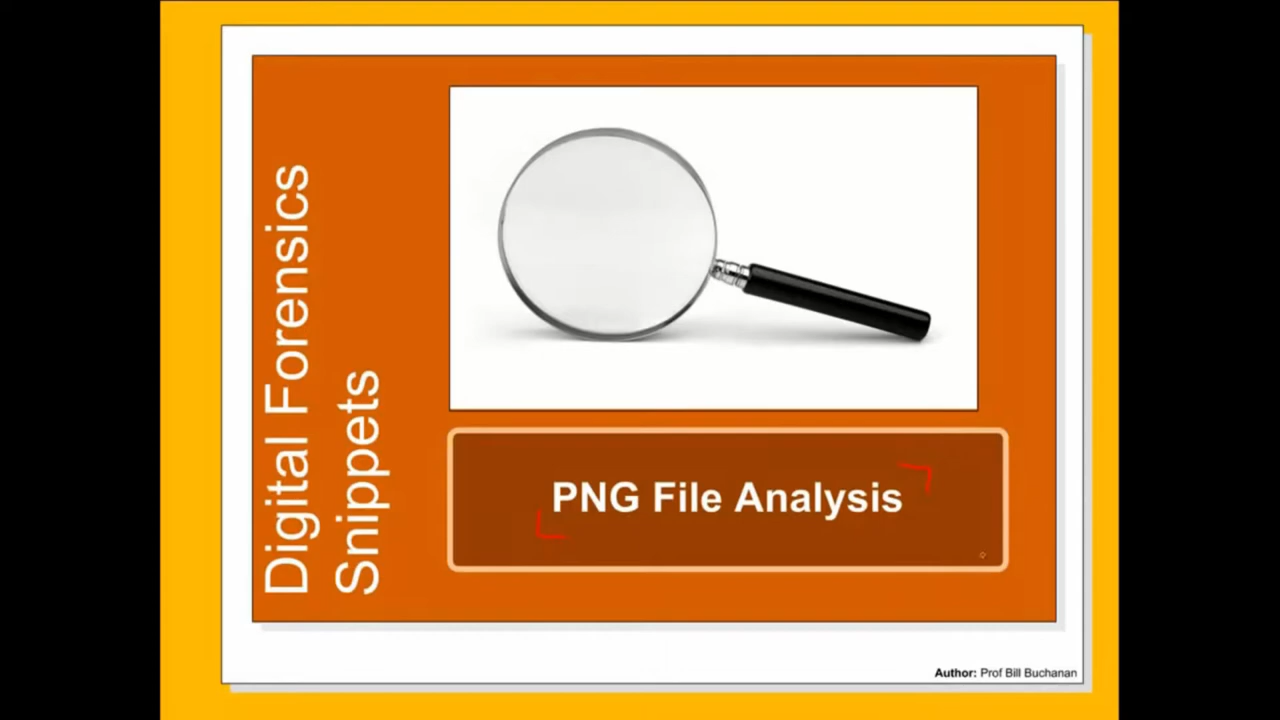 Digital Forensics
Snippets
PNG File Analysis
Author: Prof Bill Buchanan